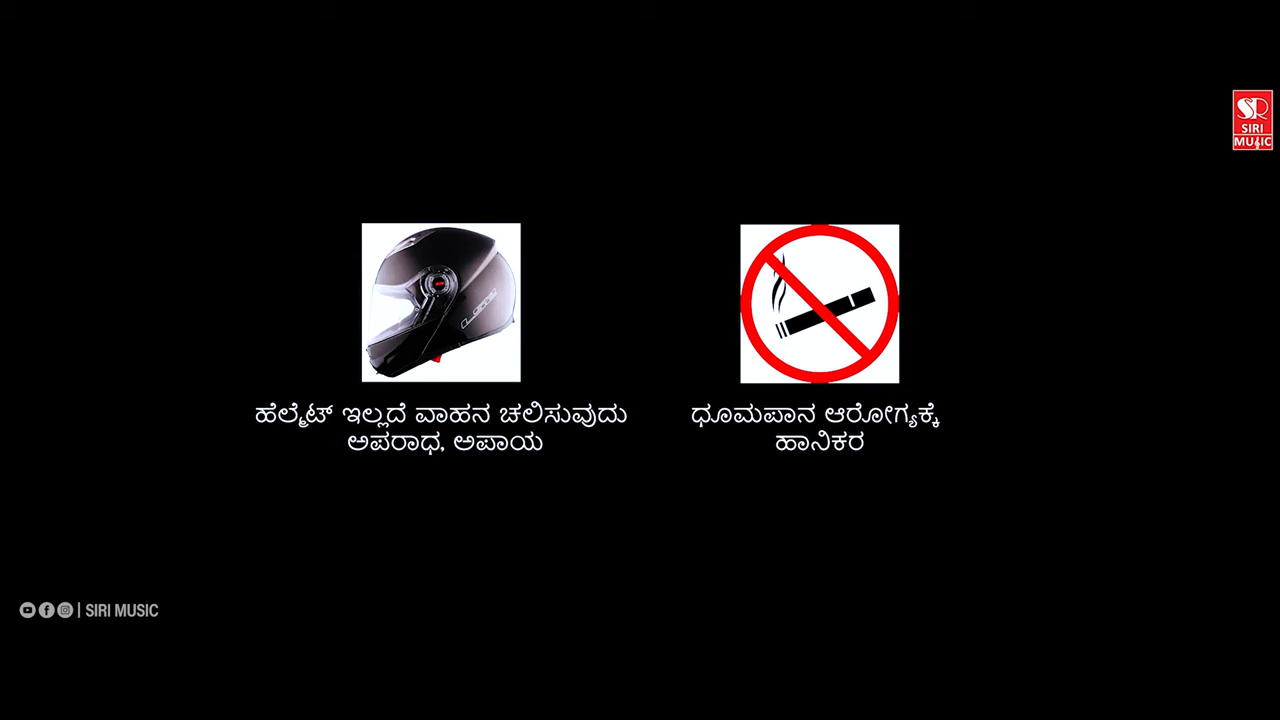 SR
SIRI
MUSIC
ಹೆಲ್ಮೆಟ್ ಇಲ್ಲದೆ ವಾಹನ ಚಲಿಸುವುದು
ಅಪರಾಧ, ಅಪಾಯ
ಧೂಮಪಾನ ಆರೋಗ್ಯಕ್ಕೆ
ಹಾನಿಕರ
| SIRI MUSIC